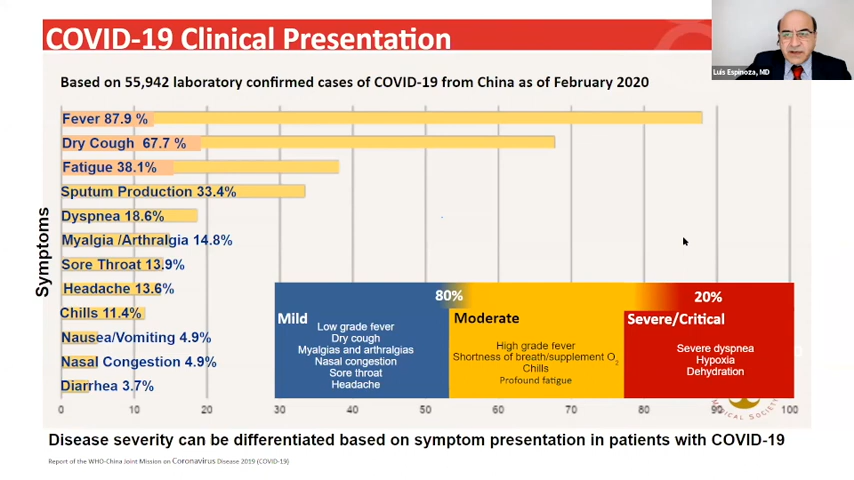 COVID-19 Clinical Presentation
Luis Espinoza, MD
Based on 55,942 laboratory confirmed cases of COVID-19 from China as of February 2020
Symptoms
Fever 87.9 %
Dry Cough 67.7 %
Fatigue 38.1%
Sputum Production 33.4%
Dyspnea 18.6%
Myalgia /Arthralgia 14.8%
Sore Throat 13.9%
Headache 13.6%
Chills 11.4%
Nausea/Vomiting 4.9%
Nasal Congestion 4.9%
Diarrhea 3.7%
80%
20%
Mild
Low grade fever
Dry cough
Myalgias and arthralgias
Nasal congestion
Sore throat
Headache
Moderate
High grade fever
Shortness of breath/supplement O2
Chills
Profound fatigue
Severe/Critical
Severe dyspnea
Hypoxia
Dehydration
MEDICAL SOCIETY
0 10 20 30 40 50 60 70 80 90 100
Disease severity can be differentiated based on symptom presentation in patients with COVID-19
Report of the WHO-China Joint Mission on Coronavirus Disease 2019 (COVID-19)